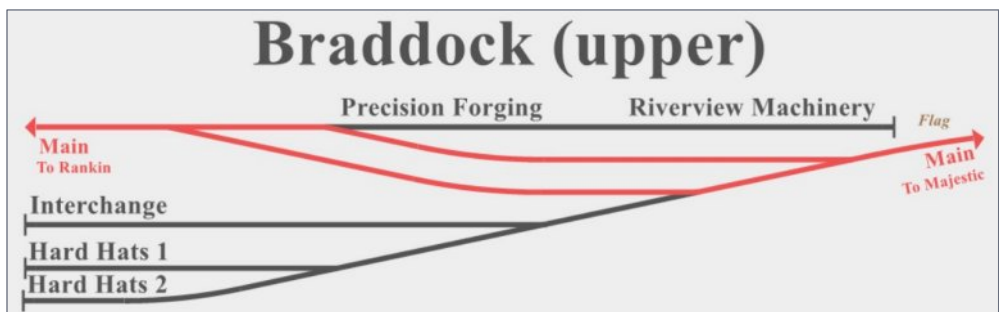 Braddock (upper)
Precision Forging
Riverview Machinery
Flag
Main
To Rankin
Main
To Majestic
Interchange
Hard Hats 1
Hard Hats 2